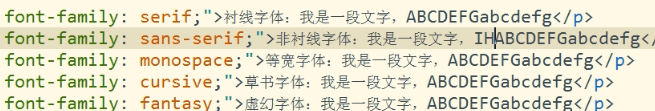 font-family: serif;">衬线字体：我是一段文字，ABCDEFGabcdefg</p>
font-family: sans-serif;">非衬线字体：我是一段文字，IHABCDEFGabcdefg</
font-family: monospace;">等宽字体：我是一段文字，ABCDEFGabcdefg</p>
font-family: cursive;">草书字体：我是一段文字，ABCDEFGabcdefg</p>
font-family: fantasy;">虚幻字体：我是一段文字，ABCDEFGabcdefg</p>